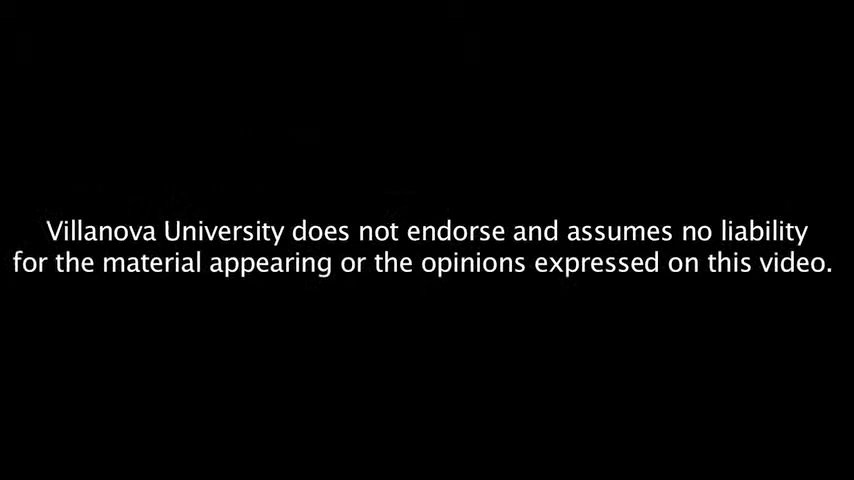 Villanova University does not endorse and assumes no liability
for the material appearing or the opinions expressed on this video.